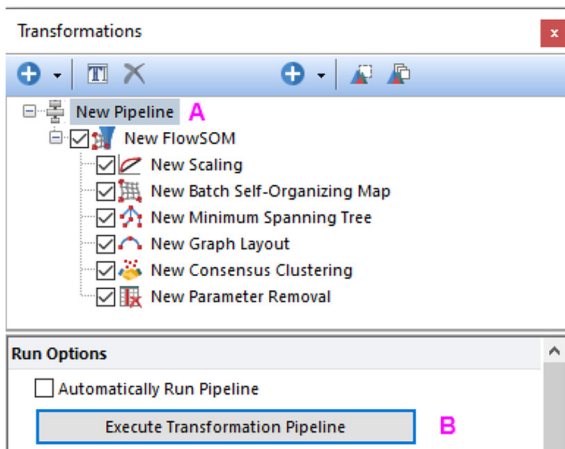 Transformations
x
New Pipeline A
New FlowSOM
New Scaling
New Batch Self-Organizing Map
New Minimum Spanning Tree
New Graph Layout
New Consensus Clustering
New Parameter Removal
Run Options
Automatically Run Pipeline
Execute Transformation Pipeline B